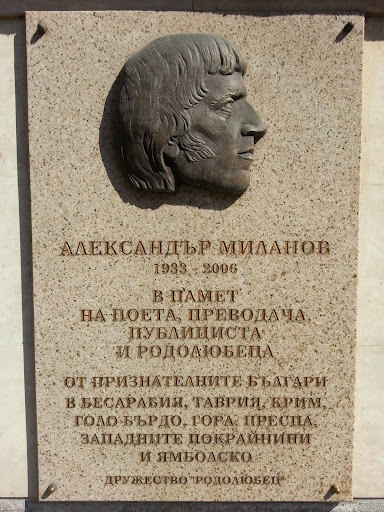 АЛЕКСАНДЪР МИЛАНОВ
1933 - 2006
В ПАМЕТ
НА ПОЕТА, ПРЕВОДАЧА,
ПУБЛИЦИСТА
И РОДОЛЮБЕЦА
ОТ ПРИЗНАТЕЛНИТЕ БЪЛГАРИ
В БЕСАРАБИЯ, ТАВРИЯ, КРИМ,
ГОЛО БЪРДО, ГОРА, ПРЕСПА,
ЗАПАДНИТЕ ПОКРАЙНИНИ
И ЯМБОЛСКО
ДРУЖЕСТВО "РОДОЛЮБЕЦ"